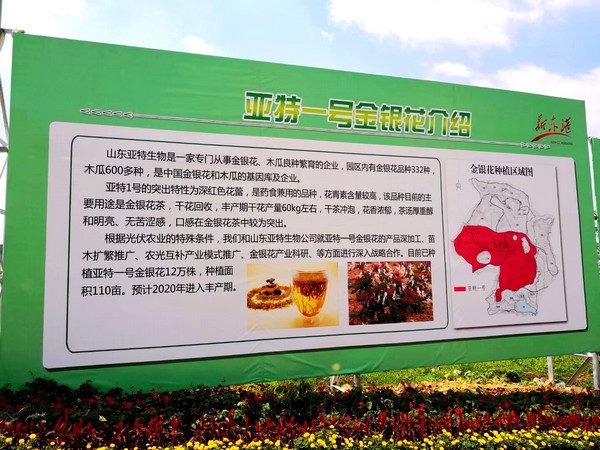 亚特一号金银花介绍
新东港
山东亚特生物是一家专门从事金银花、木瓜良种繁育的企业，园区内有金银花品种332种，
木瓜600多种，是中国金银花和木瓜的基因库及企业。
亚特1号的突出特性为深红色花蕾，是药食兼用的品种，花青素含量较高，该品种目前的主
要用途是金银花茶，干花回收，丰产期干花产量60kg左右，干茶冲泡，花香浓郁，茶汤厚重醇
和明亮、无苦涩感，口感在金银花茶中较为突出。
根据光伏农业的特殊条件，我们和山东亚特生物公司就亚特一号金银花的产品深加工、苗
木扩繁推广、农光互补产业模式推广、金银花产业科研、等方面进行深入战略合作。目前已种
植亚特一号金银花12万株，种植面
积110亩。预计2020年进入丰产期。
金银花种植区域图
亚特一号